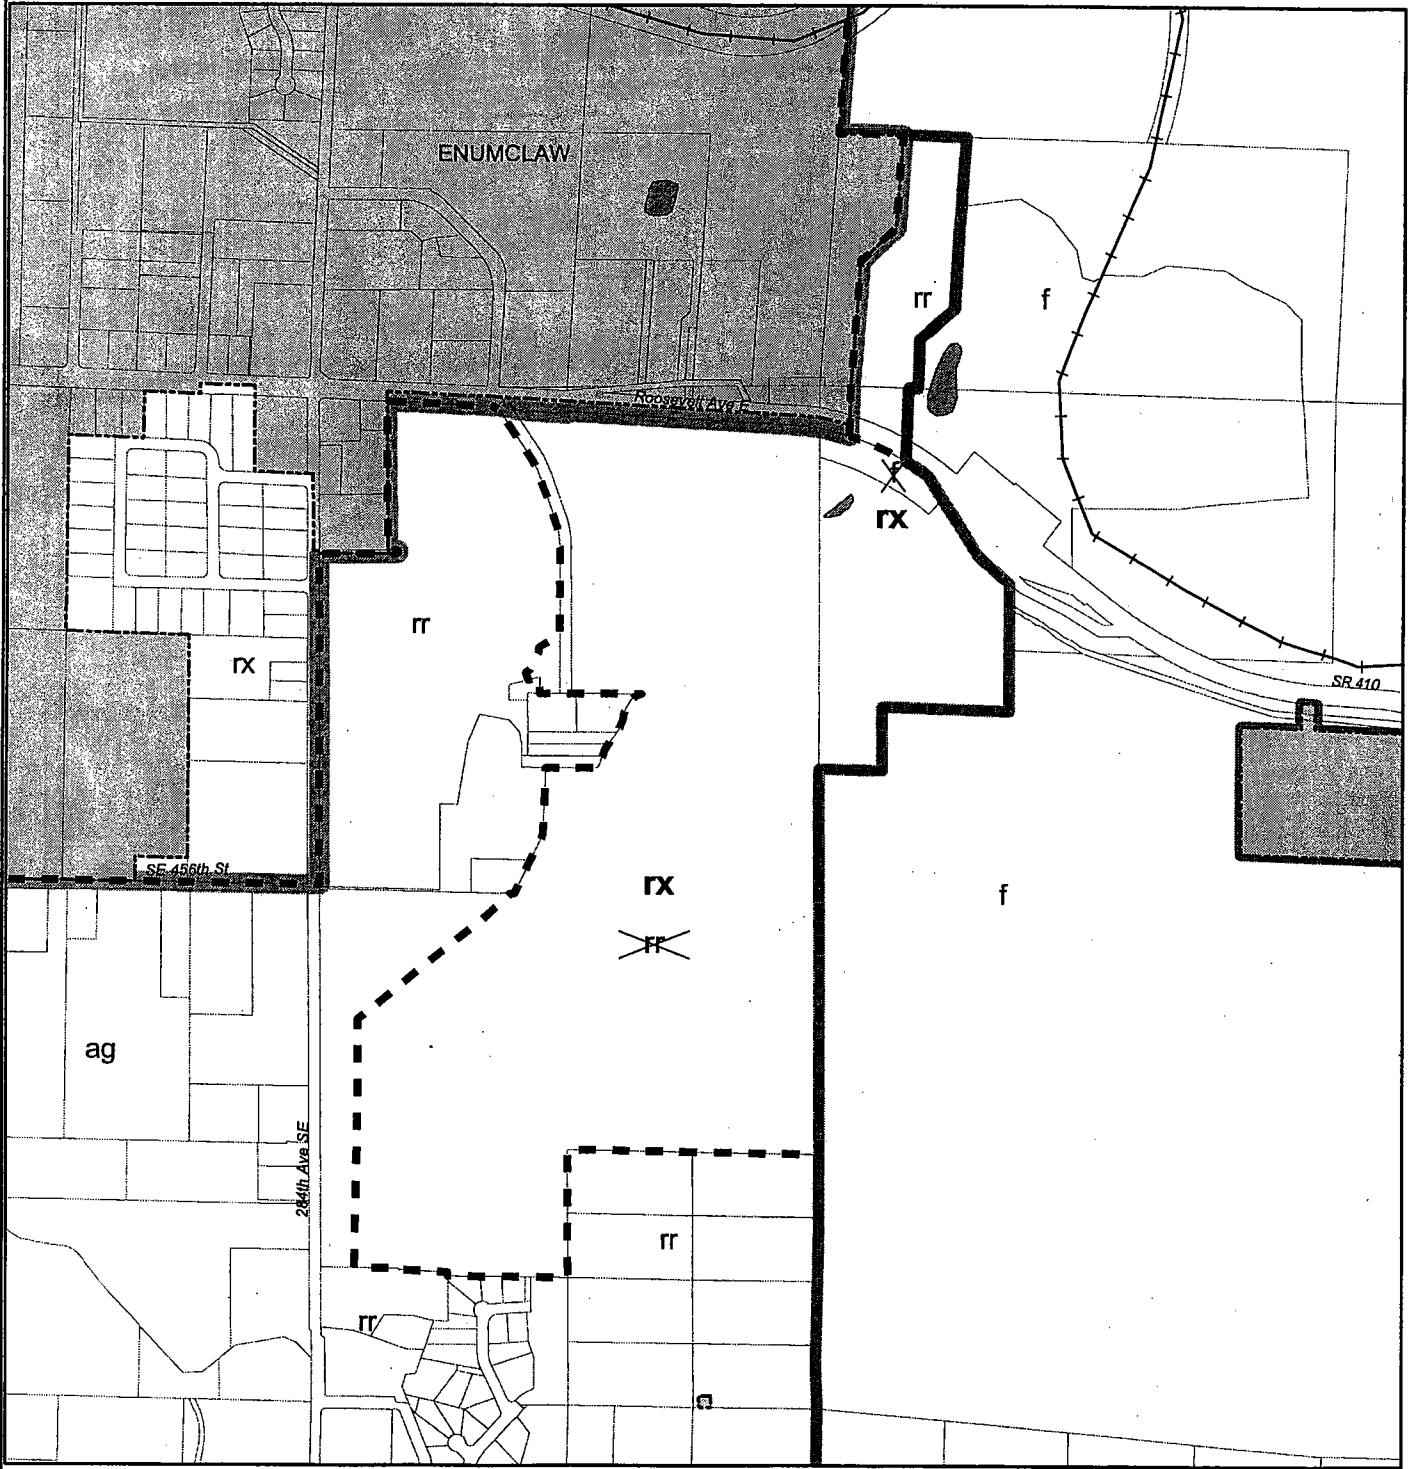 ENUMCLAW
rr
f
Roosevelt Ave E
f
rx
rr
rx
SR 410
SE 456th St
rx
f
rr
ag
284th Ave SE
rr
rr